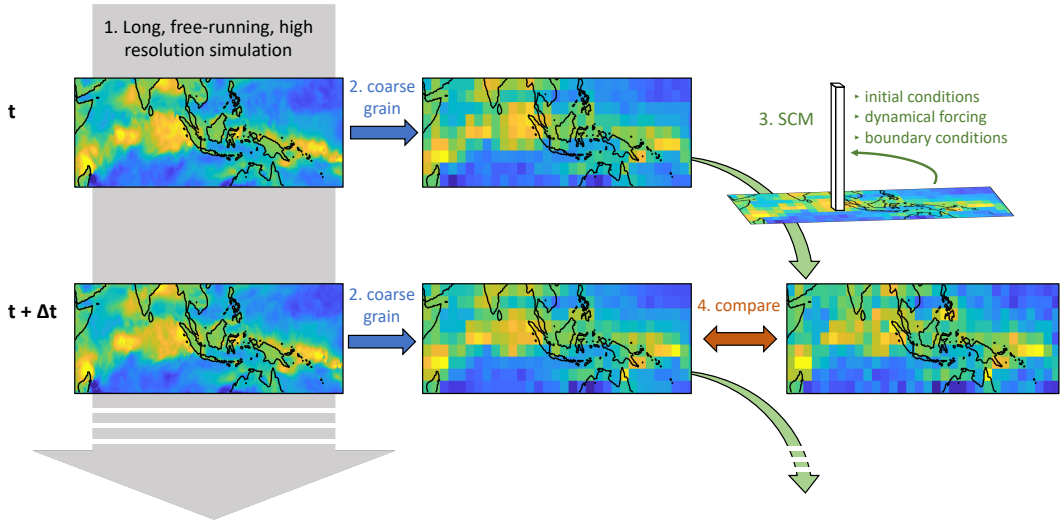 1. Long, free-running, high
resolution simulation
t
2. coarse
grain
3. SCM
‣ initial conditions
‣ dynamical forcing
‣ boundary conditions
t + Δt
2. coarse
grain
4. compare